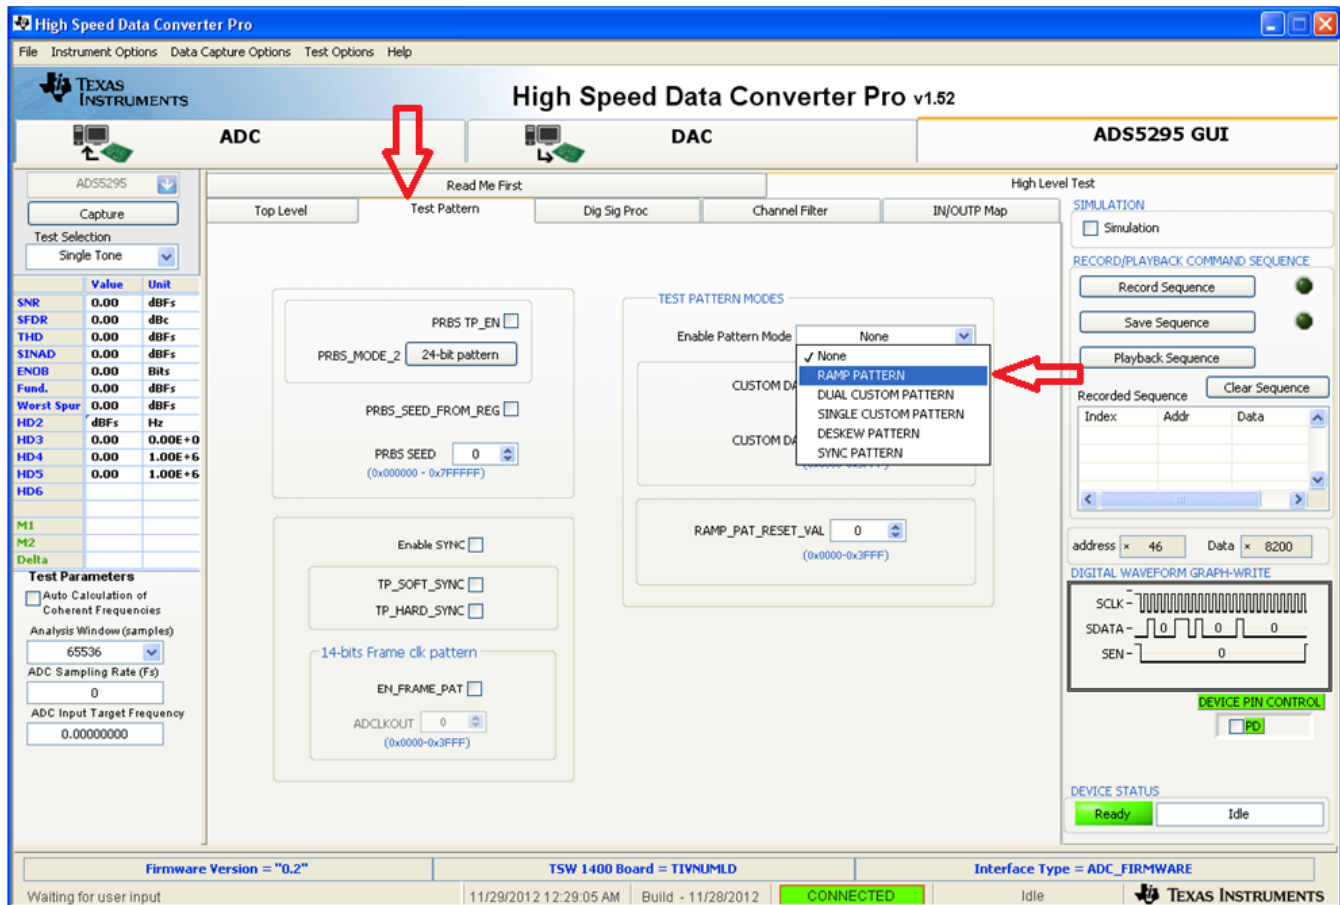 High Speed Data Converter Pro
File Instrument Options Data Capture Options Test Options Help
TEXAS
INSTRUMENTS
High Speed Data Converter Pro v1.52
ADC
DAC
ADS5295 GUI
ADS5295
Capture
Test Selection
Single Tone
Value Unit
SNR 0.00 dBFs
SFDR 0.00 dBc
THD 0.00 dBFs
SINAD 0.00 dBFs
ENOB 0.00 Bits
Fund. 0.00 dBFs
Worst Spur 0.00 dBFs
HD2 dBFs Hz
HD3 0.00 0.00E+0
HD4 0.00 1.00E+6
HD5 0.00 1.00E+6
HD6
M1
M2
Delta
Test Parameters
Auto Calculation of
Coherent Frequencies
Analysis Window (samples)
65536
ADC Sampling Rate (Fs)
0
ADC Input Target Frequency
0.00000000
Read Me First
High Level Test
Top Level
Test Pattern
Dig Sig Proc
Channel Filter
IN/OUTP Map
PRBS TP_EN
PRBS_MODE_2 24-bit pattern
PRBS_SEED_FROM_REG
PRBS SEED 0
(0x000000 - 0x7FFFFF)
Enable SYNC
TP_SOFT_SYNC
TP_HARD_SYNC
14-bits Frame clk pattern
EN_FRAME_PAT
ADCLKOUT 0
(0x0000-0x3FFF)
TEST PATTERN MODES
Enable Pattern Mode None
✓ None
RAMP PATTERN
DUAL CUSTOM PATTERN
SINGLE CUSTOM PATTERN
DESKEW PATTERN
SYNC PATTERN
CUSTOM DA
CUSTOM DA
RAMP_PAT_RESET_VAL 0
(0x0000-0x3FFF)
SIMULATION
Simulation
RECORD/PLAYBACK COMMAND SEQUENCE
Record Sequence
Save Sequence
Playback Sequence
Recorded Sequence Clear Sequence
Index Addr Data
address × 46 Data × 8200
DIGITAL WAVEFORM GRAPH-WRITE
SCLK -
SDATA - 0 0 0
SEN - 0
DEVICE PIN CONTROL
PD
DEVICE STATUS
Ready Idle
Firmware Version = "0.2"
TSW 1400 Board = TIVNUMLD
Interface Type = ADC_FIRMWARE
Waiting for user input
11/29/2012 12:29:05 AM
Build - 11/28/2012
CONNECTED
Idle
TEXAS INSTRUMENTS